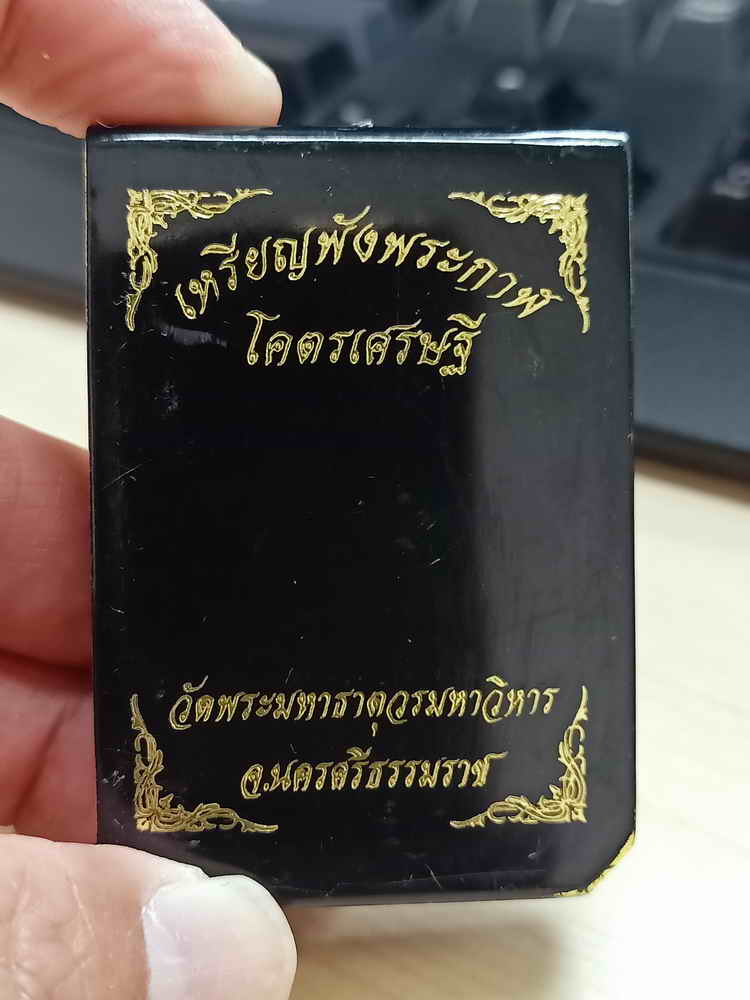 เหรียญพังพระกาฬ
โคตรเศรษฐี
วัดพระมหาธาตุวรมหาวิหาร
จ.นครศรีธรรมราช